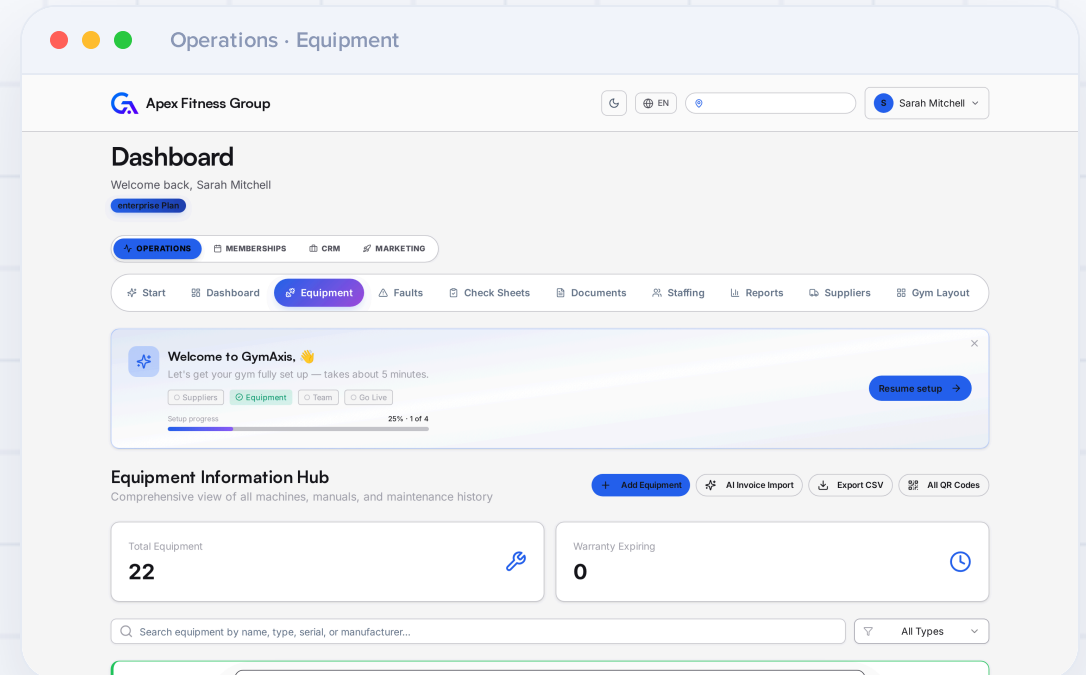 Operations · Equipment
Apex Fitness Group
EN
S
Sarah Mitchell
Dashboard
Welcome back, Sarah Mitchell
enterprise Plan
OPERATIONS
MEMBERSHIPS
CRM
MARKETING
Start
Dashboard
Equipment
Faults
Check Sheets
Documents
Staffing
Reports
Suppliers
Gym Layout
Welcome to GymAxis, 👋
Let's get your gym fully set up — takes about 5 minutes.
Suppliers
Equipment
Team
Go Live
Setup progress
25% · 1 of 4
Resume setup
Equipment Information Hub
Comprehensive view of all machines, manuals, and maintenance history
Add Equipment
AI Invoice Import
Export CSV
All QR Codes
Total Equipment
22
Warranty Expiring
0
Search equipment by name, type, serial, or manufacturer...
All Types